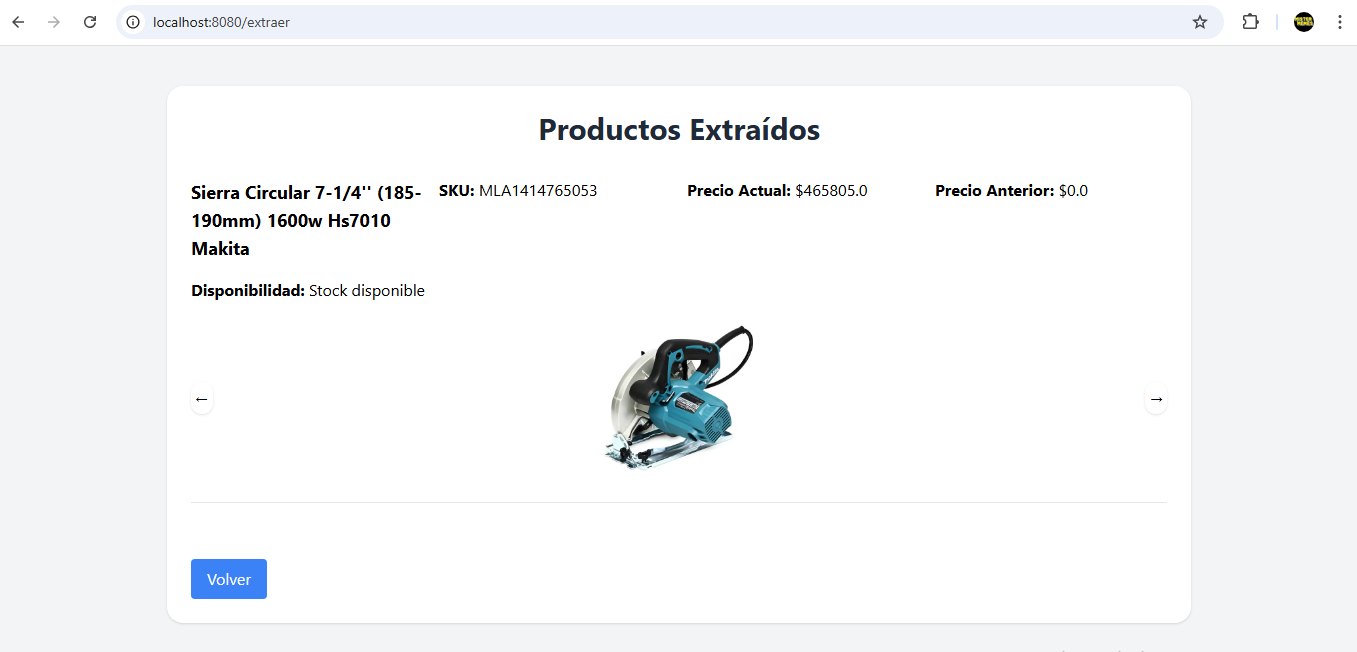 localhost:8080/extraer
Productos Extraídos
Sierra Circular 7-1/4'' (185-
190mm) 1600w Hs7010
Makita
SKU: MLA1414765053
Precio Actual: $465805.0
Precio Anterior: $0.0
Disponibilidad: Stock disponible
←
→
Volver